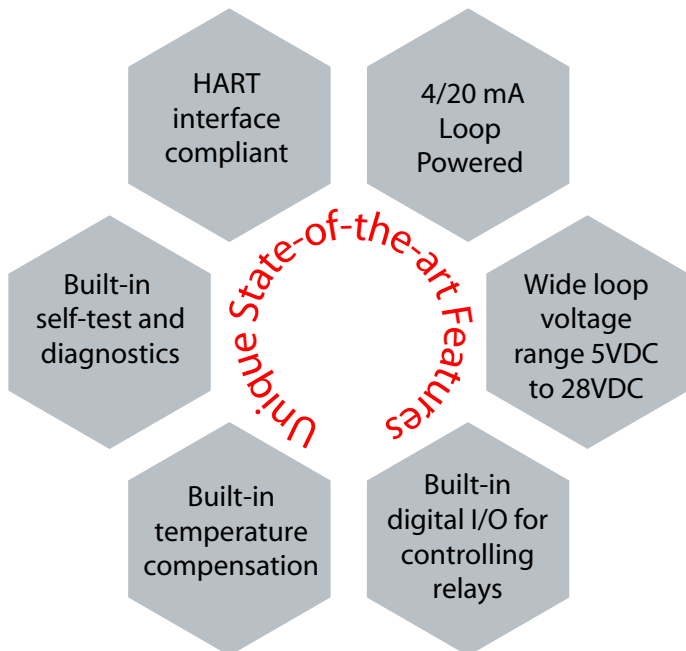 HART
interface
compliant
4/20 mA
Loop
Powered
Built-in
self-test and
diagnostics
Unique State-of-the-art Features
Wide loop
voltage
range 5VDC
to 28VDC
Built-in
temperature
compensation
Built-in
digital I/O for
controlling
relays